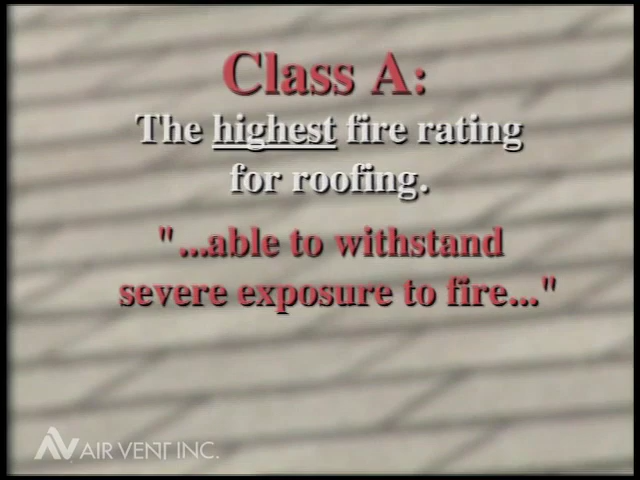 Class A:
The highest fire rating
for roofing.
"...able to withstand
severe exposure to fire..."
AIR VENT INC.